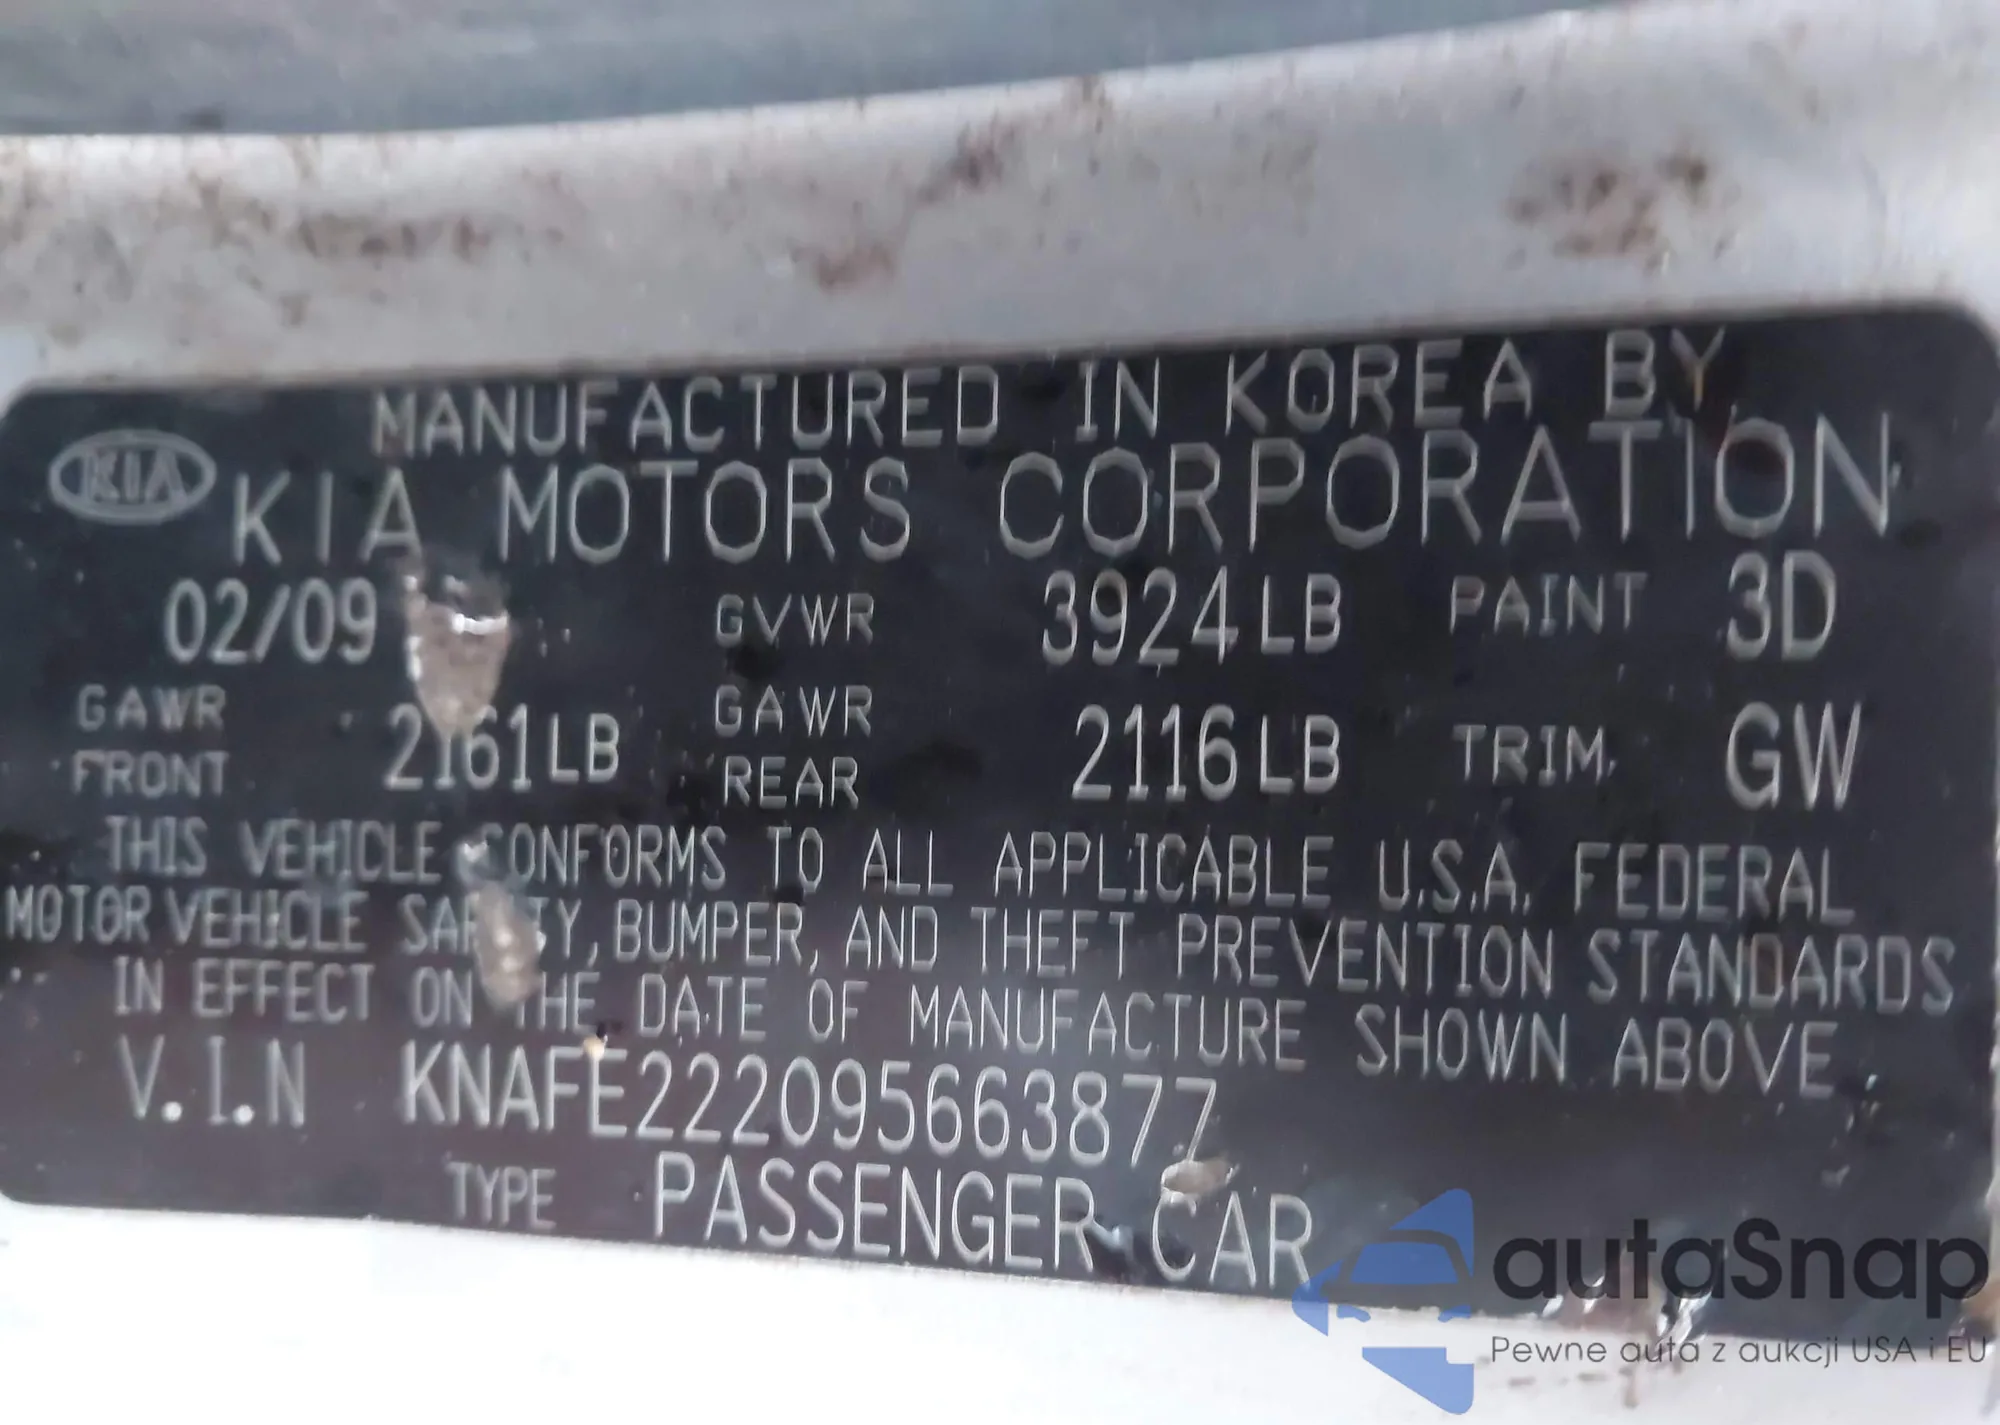 MANUFACTURED IN KOREA BY
KIA KIA MOTORS CORPORATION
02/09 GVWR 3924LB PAINT 3D
GAWR FRONT 2161LB GAWR REAR 2116LB TRIM GW
THIS VEHICLE CONFORMS TO ALL APPLICABLE U.S.A. FEDERAL
MOTOR VEHICLE SAFETY, BUMPER, AND THEFT PREVENTION STANDARDS
IN EFFECT ON THE DATE OF MANUFACTURE SHOWN ABOVE.
V.I.N KNAFE222095663877
TYPE PASSENGER CAR
autaSnap
Pewne auta z aukcji USA i EU